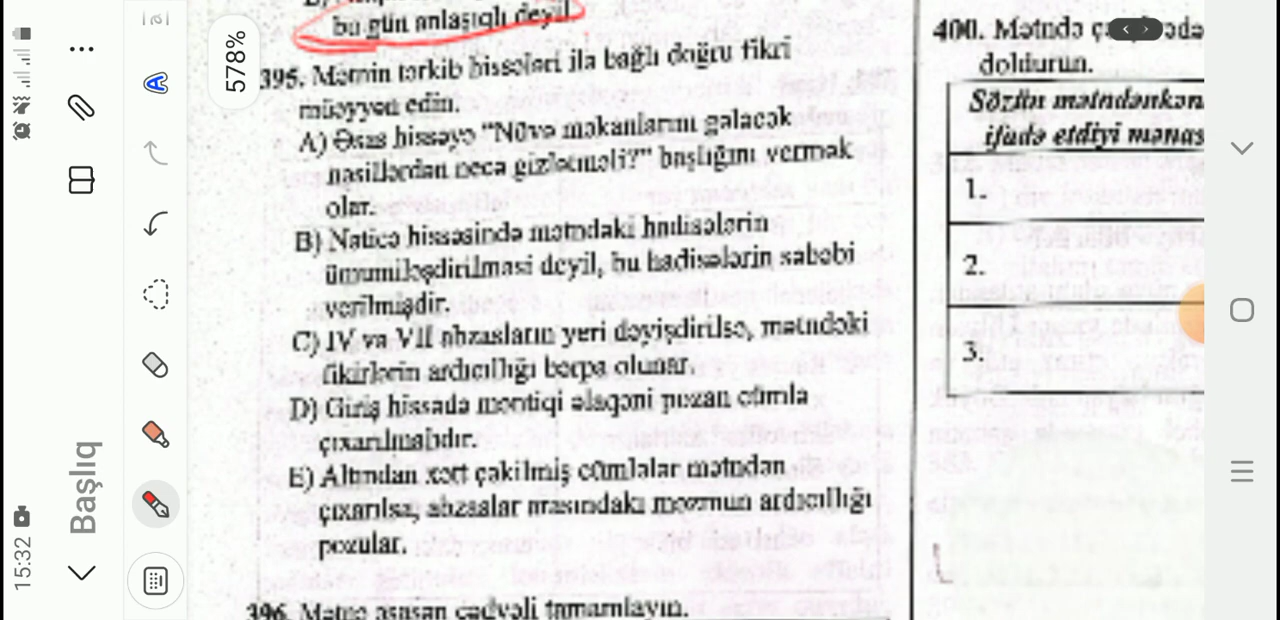 bu gün anlaşıqlı deyil
395. Mətnin tərkib hissələri ilə bağlı doğru fikri
müəyyən edin.
A) Əsas hissəyə "Nüvə məkanlarını gələcək
nəsillərdən necə gizlətməli?" başlığını vermək
olar.
B) Nəticə hissəsində mətndəki hadisələrin
ümumiləşdirilməsi deyil, bu hadisələrin səbəbi
verilmişdir.
C) IV və VII abzasların yeri dəyişdirilsə, mətndəki
fikirlərin ardıcıllığı bərpa olunar.
D) Giriş hissədə məntiqi əlaqəni pozan cümlə
çıxarılmalıdır.
E) Altından xətt çəkilmiş cümlələr mətndən
çıxarılsa, abzaslar arasındakı məzmun ardıcıllığı
pozular.
396. Mətnə əsasən cədvəli tamamlayın.
400. Mətndə
doldurun.
Sözün mətndənkən
ifadə etdiyi mənas
1.
2.
3.
578%
Başlıq
15:32